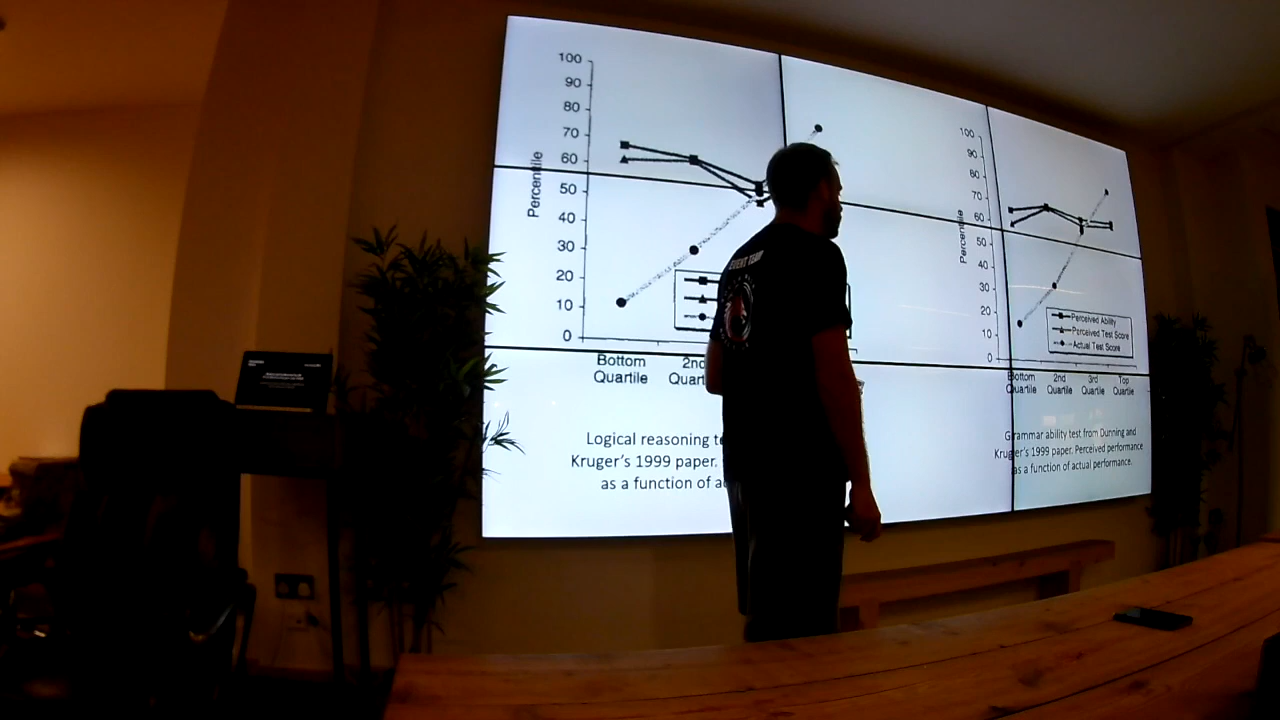 100
90
80
70
60
50
40
30
20
10
0
Percentile
Bottom
Quartile
2nd
Logical reasoning
Kruger's 1999 paper.
as a function of
100
90
80
70
60
50
40
30
20
10
0
Percentile
Perceived Ability
Perceived Test Score
Actual Test Score
Bottom
Quartile
2nd
Quartile
3rd
Quartile
Top
Quartile
Grammar ability test from Dunning and
Kruger's 1999 paper. Perceived performance
as a function of actual performance.
EVENT TEAM